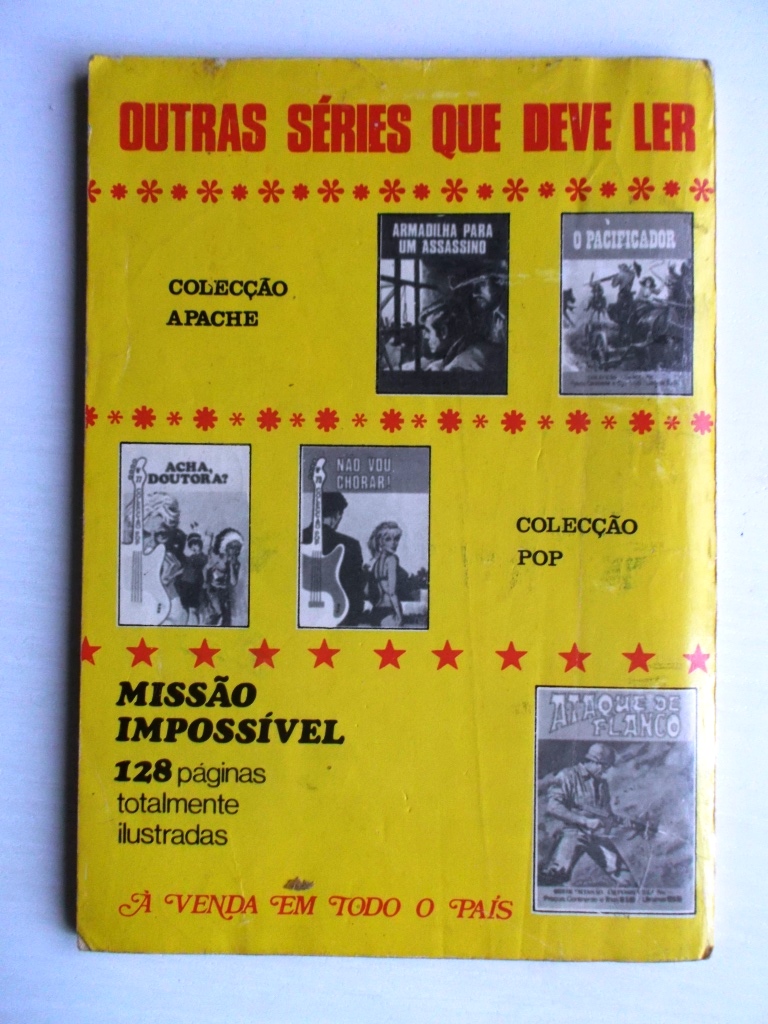 OUTRAS SÉRIES QUE DEVE LER
ARMADILHA PARA
UM ASSASSINO
O PACIFICADOR
COLECÇÃO
APACHE
ACHA,
DOUTORA?
NÃO VOU
CHORAR!
COLECÇÃO
POP
MISSÃO
IMPOSSÍVEL
128 páginas
totalmente
ilustradas
ATAQUE DE
FLANCO
À VENDA EM TODO O PAÍS